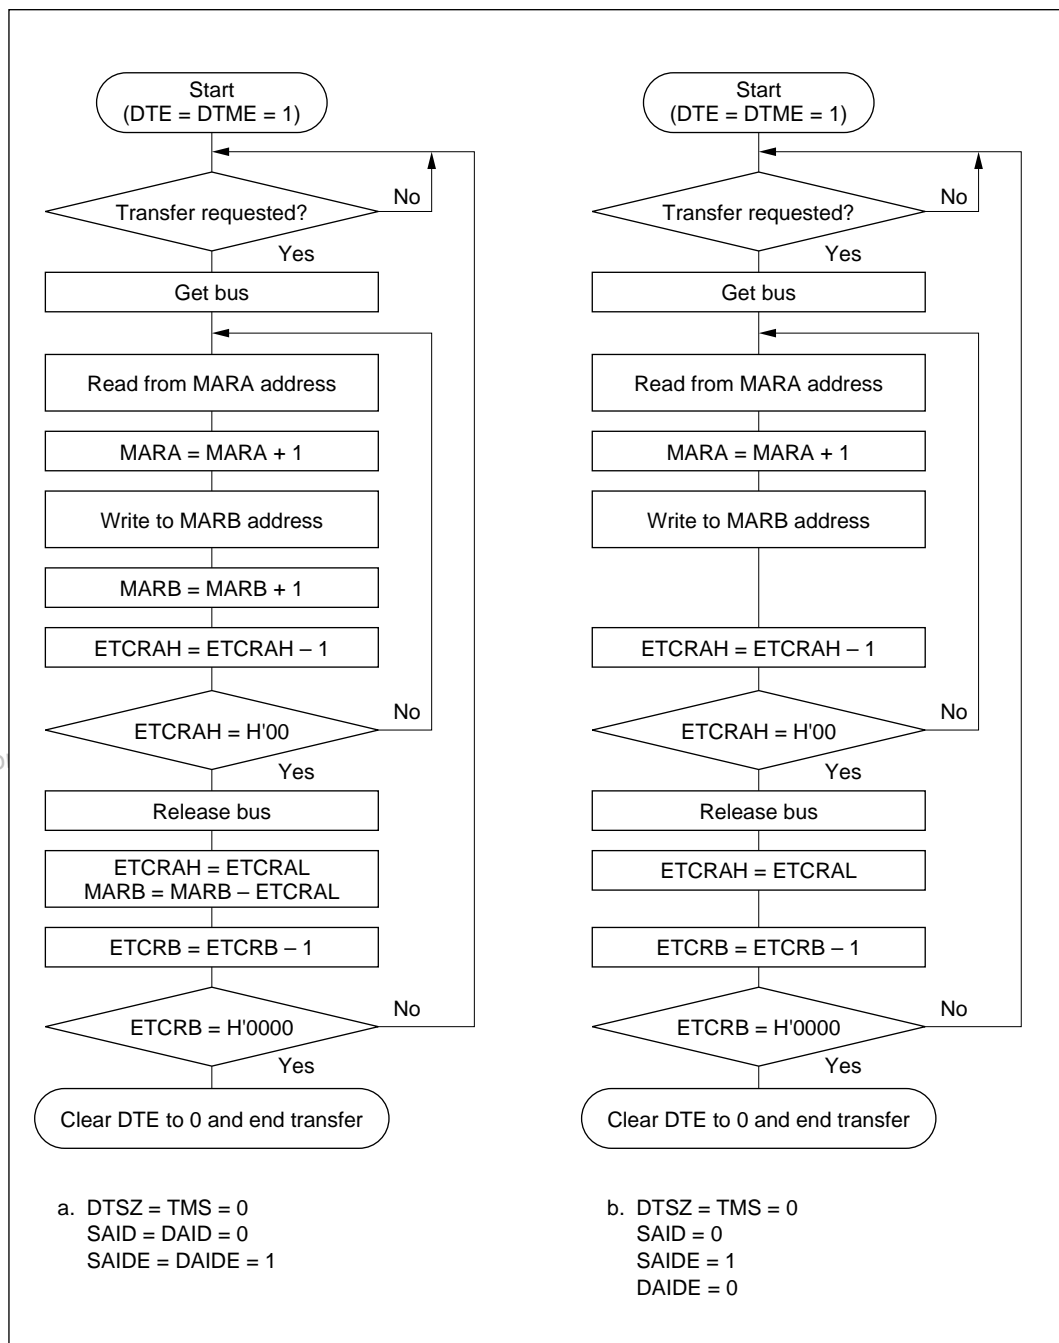 Start
(DTE = DTME = 1)
Transfer requested?
No
Yes
Get bus
Read from MARA address
MARA = MARA + 1
Write to MARB address
MARB = MARB + 1
ETCRAH = ETCRAH – 1
ETCRAH = H'00
No
Yes
Release bus
ETCRAH = ETCRAL
MARB = MARB – ETCRAL
ETCRB = ETCRB – 1
ETCRB = H'0000
No
Yes
Clear DTE to 0 and end transfer
a. DTSZ = TMS = 0
SAID = DAID = 0
SAIDE = DAIDE = 1
Start
(DTE = DTME = 1)
Transfer requested?
No
Yes
Get bus
Read from MARA address
MARA = MARA + 1
Write to MARB address
ETCRAH = ETCRAH – 1
ETCRAH = H'00
No
Yes
Release bus
ETCRAH = ETCRAL
ETCRB = ETCRB – 1
ETCRB = H'0000
No
Yes
Clear DTE to 0 and end transfer
b. DTSZ = TMS = 0
SAID = 0
SAIDE = 1
DAIDE = 0